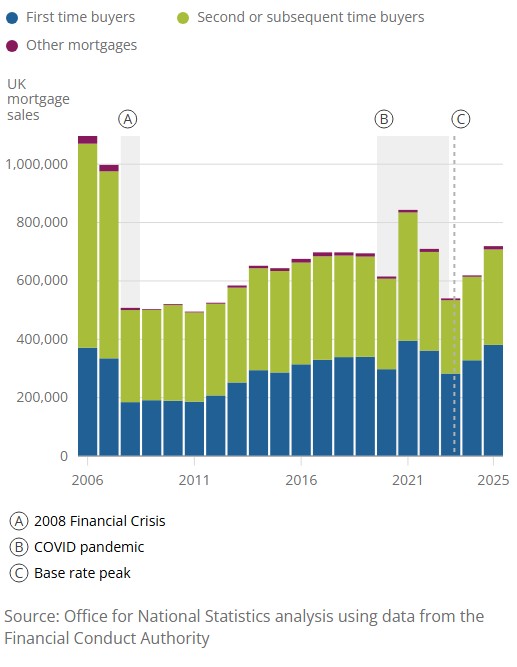 First time buyers
Second or subsequent time buyers
Other mortgages
UK
mortgage
sales
A
B
C
1,000,000
800,000
600,000
400,000
200,000
0
2006
2011
2016
2021
2025
A 2008 Financial Crisis
B COVID pandemic
C Base rate peak
Source: Office for National Statistics analysis using data from the
Financial Conduct Authority